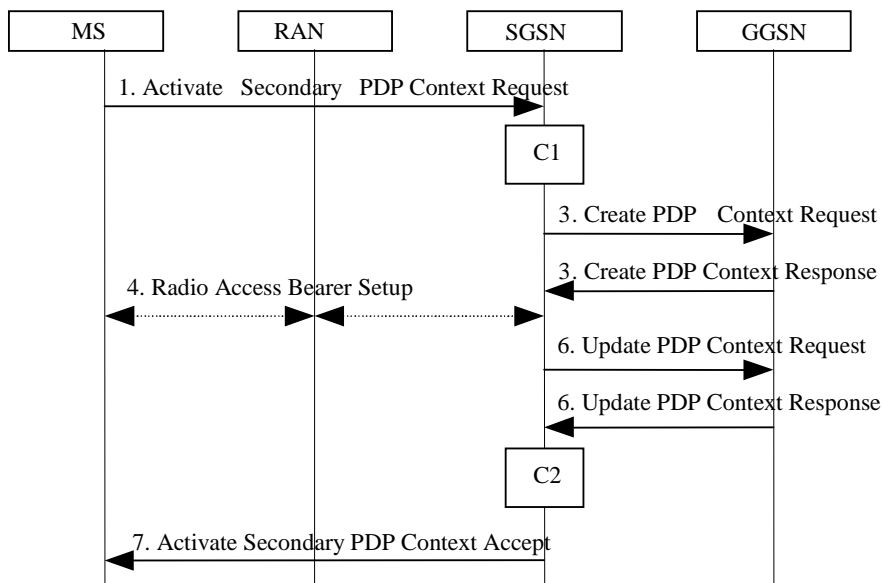 MS
RAN
SGSN
GGSN
1. Activate Secondary PDP Context Request
C1
3. Create PDP Context Request
3. Create PDP Context Response
4. Radio Access Bearer Setup
6. Update PDP Context Request
6. Update PDP Context Response
C2
7. Activate Secondary PDP Context Accept